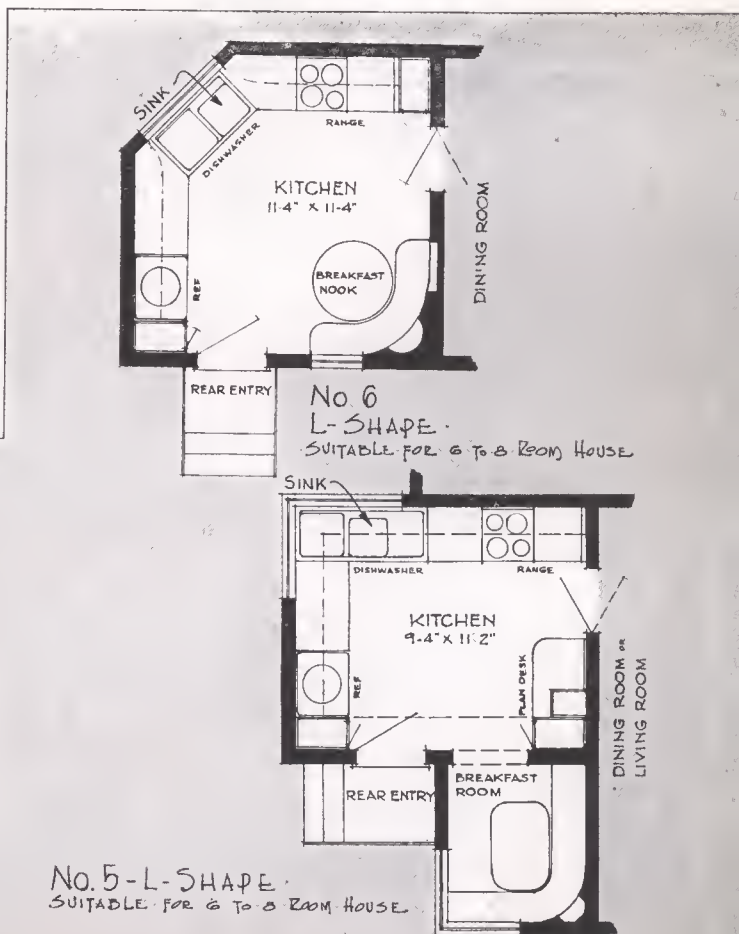 SINK
DISHWASHER
RANGE
KITCHEN
11-4" X 11-4"
REF
BREAKFAST
NOOK
DINING ROOM
REAR ENTRY
No. 6
L-SHAPE.
SUITABLE FOR 6 TO 8 ROOM HOUSE
SINK
DISHWASHER
RANGE
KITCHEN
9-4" X 11-2"
REF
PLAN DESK
DINING ROOM OR
LIVING ROOM
REAR ENTRY
BREAKFAST
ROOM
No. 5-L-SHAPE.
SUITABLE FOR 6 TO 8 ROOM HOUSE